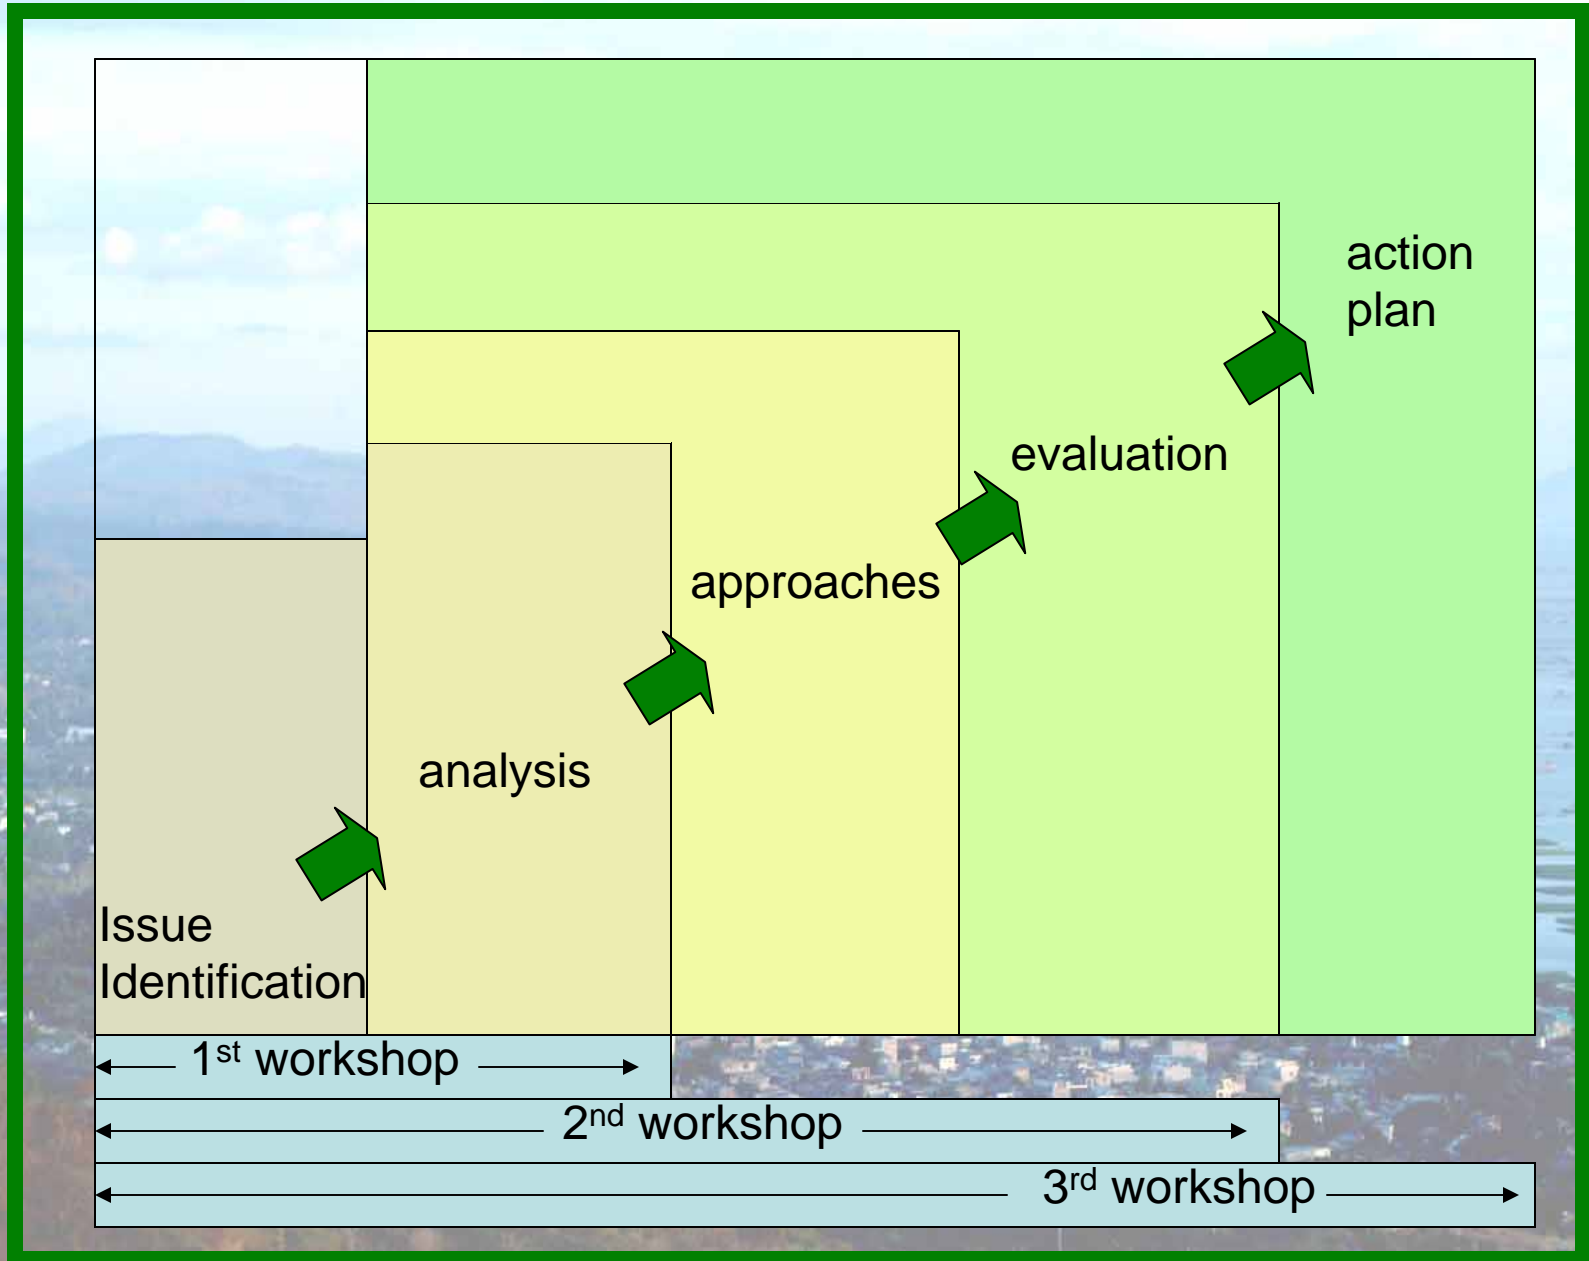 action
plan
evaluation
approaches
analysis
Issue
Identification
1st workshop
2nd workshop
3rd workshop